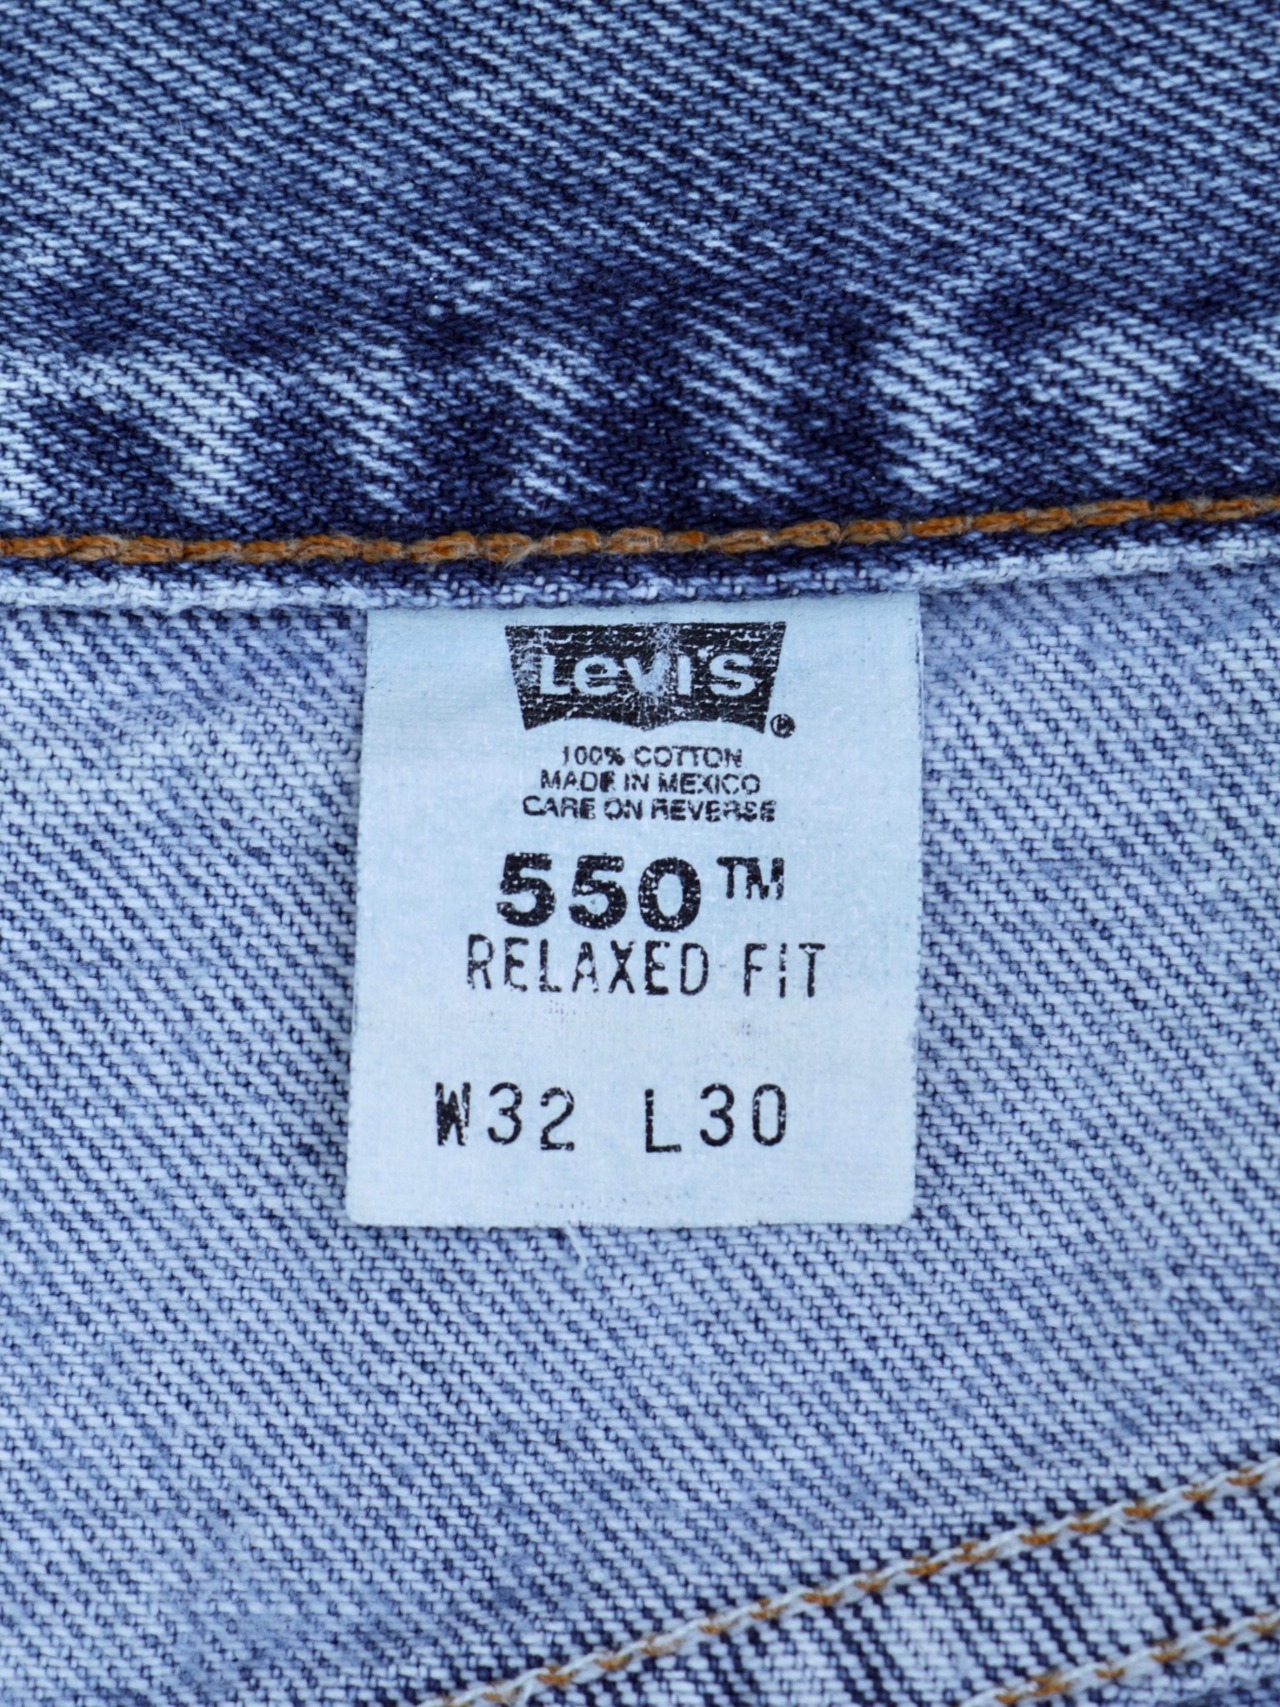 LEVI'S®
100% COTTON
MADE IN MEXICO
CARE ON REVERSE
550™
RELAXED FIT
W32 L30